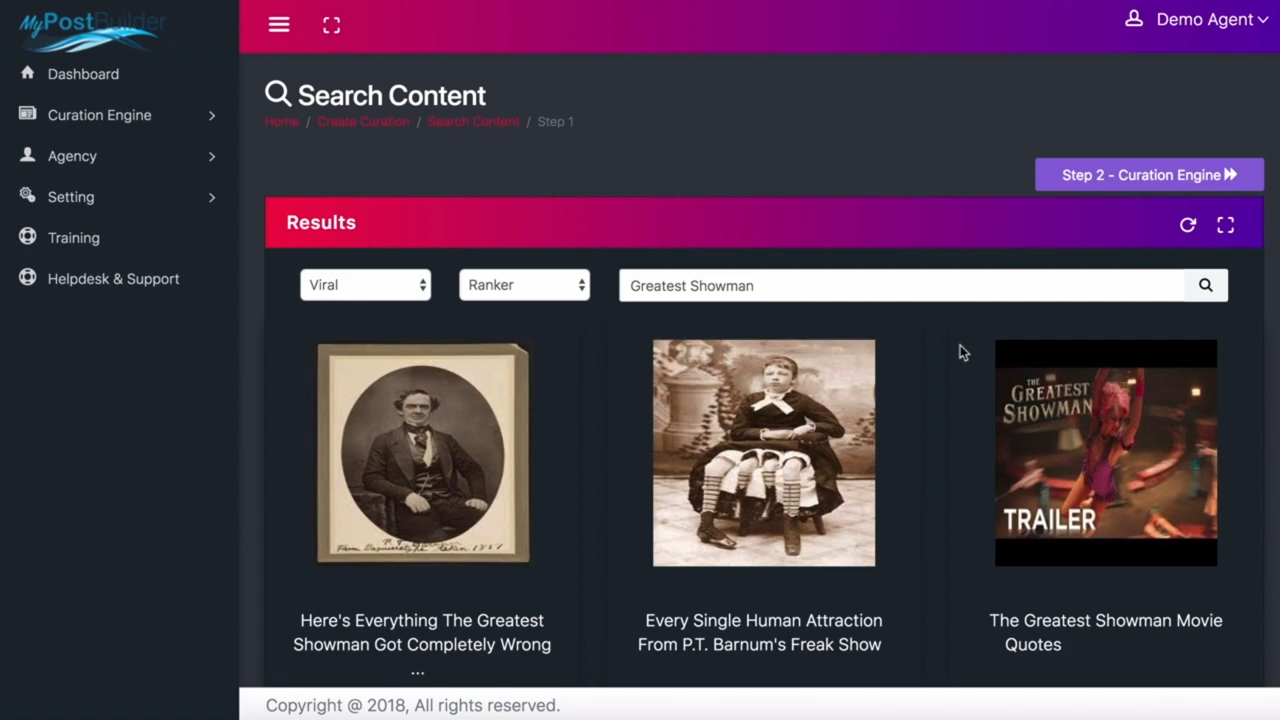 MyPostBuilder
Demo Agent
Dashboard
Curation Engine
Agency
Setting
Training
Helpdesk & Support
Search Content
Home / Create Curation / Search Content / Step 1
Step 2 - Curation Engine
Results
Viral
Ranker
Greatest Showman
THE
GREATEST
SHOWMAN
TRAILER
Here's Everything The Greatest
Showman Got Completely Wrong
...
Every Single Human Attraction
From P.T. Barnum's Freak Show
The Greatest Showman Movie
Quotes
Copyright @ 2018, All rights reserved.